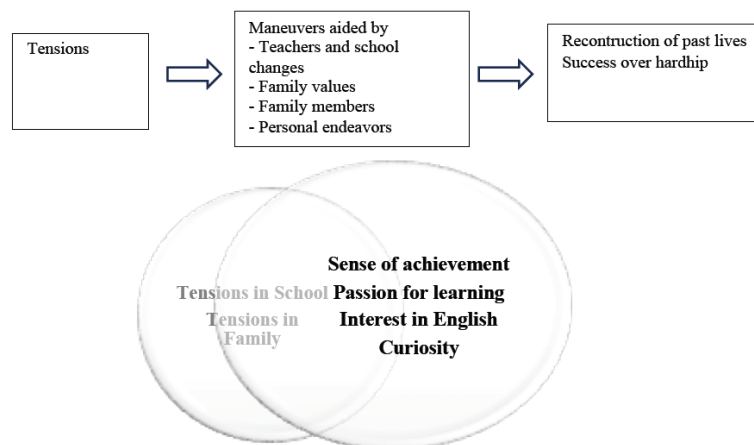 Tensions
Maneuvers aided by
- Teachers and school
changes
- Family values
- Family members
- Personal endeavors
Recontruction of past lives
Success over hardhip
Tensions in School
Tensions in
Family
Sense of achievement
Passion for learning
Interest in English
Curiosity